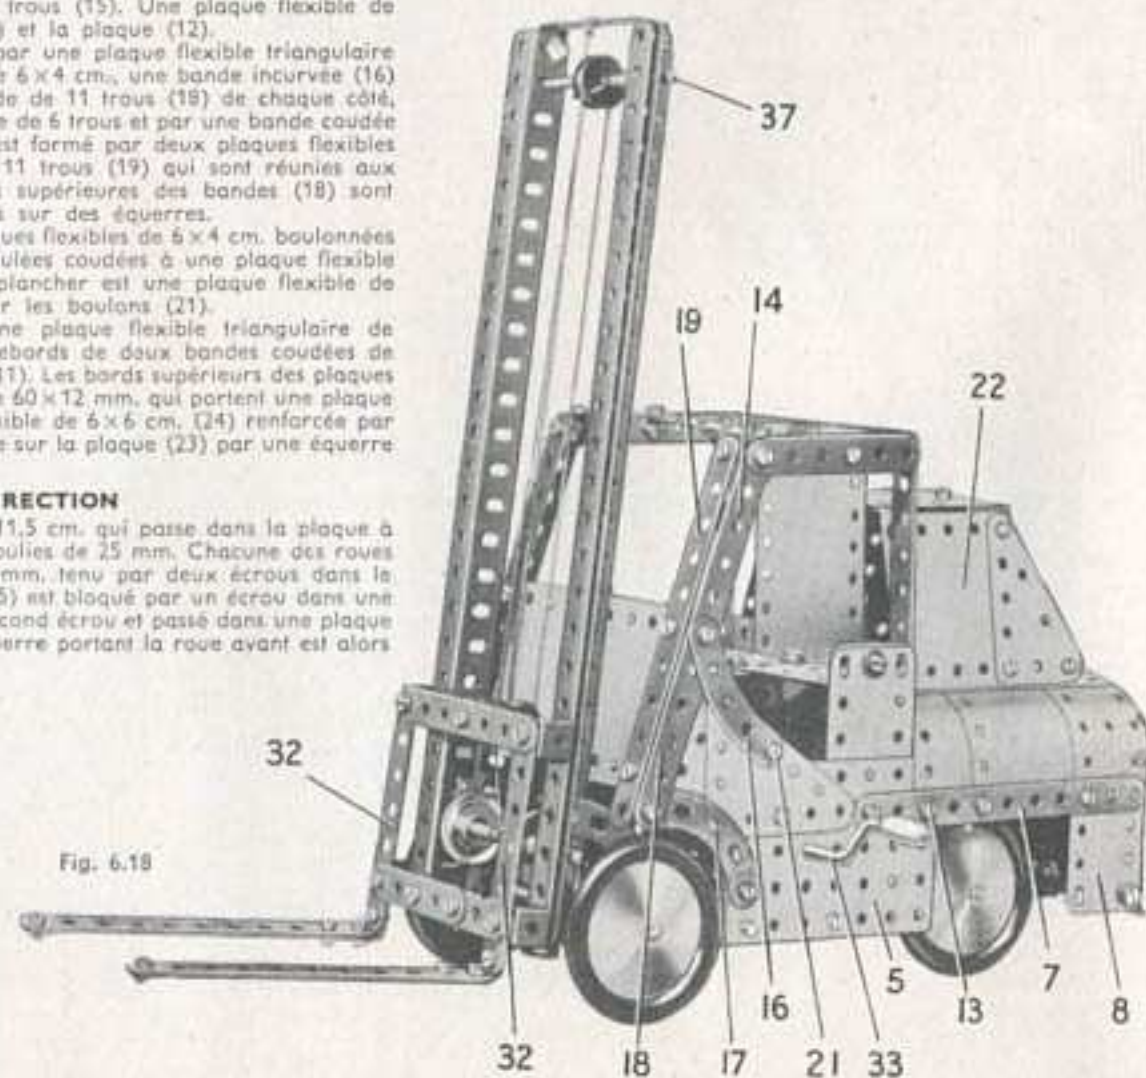 trous (15). Une plaque flexible de
) et la plaque (12).
par une plaque flexible triangulaire
e 6 × 4 cm., une bande incurvée (16)
de de 11 trous (18) de chaque côté,
e de 6 trous et par une bande coudée
est formé par deux plaques flexibles
11 trous (19) qui sont réunies aux
s supérieures des bandes (18) sont
s sur des équerres.
ues flexibles de 6 × 4 cm. boulonnées
ulées coudées à une plaque flexible
plancher est une plaque flexible de
r les boulons (21).
ne plaque flexible triangulaire de
ebords de deux bandes coudées de
11). Les bords supérieurs des plaques
e 60 × 12 mm. qui portent une plaque
xible de 6 × 6 cm. (24) renforcée par
e sur la plaque (23) par une équerre
RECTION
11,5 cm. qui passe dans la plaque à
oulies de 25 mm. Chacune des roues
mm. tenu par deux écrous dans le
5) est bloqué par un écrou dans une
cond écrou et passé dans une plaque
erre portant la roue avant est alors
37
14
19
22
32
Fig. 6.18
5
7
13
8
16
32
18
17
21
33